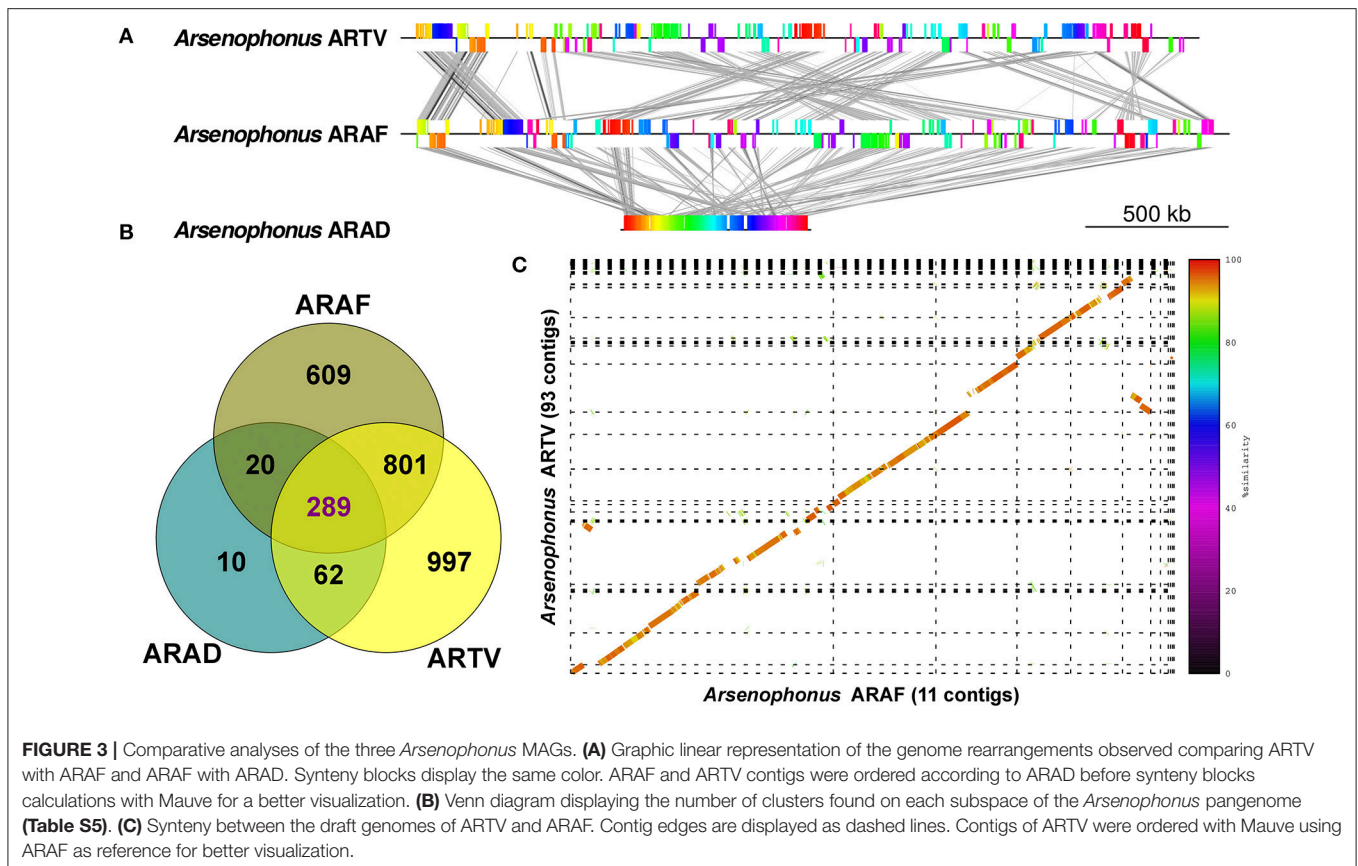 A
Arsenophonus ARTV
Arsenophonus ARAF
Arsenophonus ARAD
500 kb
B
ARAF
609
20
801
289
10
62
997
ARAD
ARTV
C
Arsenophonus ARTV (93 contigs)
Arsenophonus ARAF (11 contigs)
100
80
60
40
20
0
%similarity
FIGURE 3 | Comparative analyses of the three Arsenophonus MAGs. (A) Graphic linear representation of the genome rearrangements observed comparing ARTV
with ARAF and ARAF with ARAD. Synteny blocks display the same color. ARAF and ARTV contigs were ordered according to ARAD before synteny blocks
calculations with Mauve for a better visualization. (B) Venn diagram displaying the number of clusters found on each subspace of the Arsenophonus pangenome
(Table S5). (C) Synteny between the draft genomes of ARTV and ARAF. Contig edges are displayed as dashed lines. Contigs of ARTV were ordered with Mauve using
ARAF as reference for better visualization.